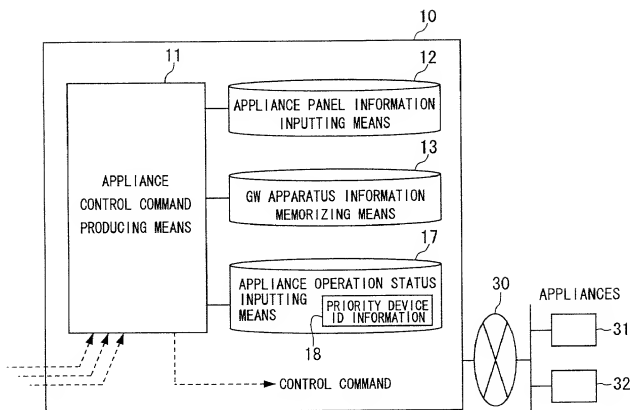 10
11
12
APPLIANCE PANEL INFORMATION
INPUTTING MEANS
13
GW APPARATUS INFORMATION
MEMORIZING MEANS
APPLIANCE
CONTROL COMMAND
PRODUCING MEANS
17
APPLIANCE OPERATION STATUS
INPUTTING
MEANS
PRIORITY DEVICE
ID INFORMATION
18
30
APPLIANCES
31
32
CONTROL COMMAND